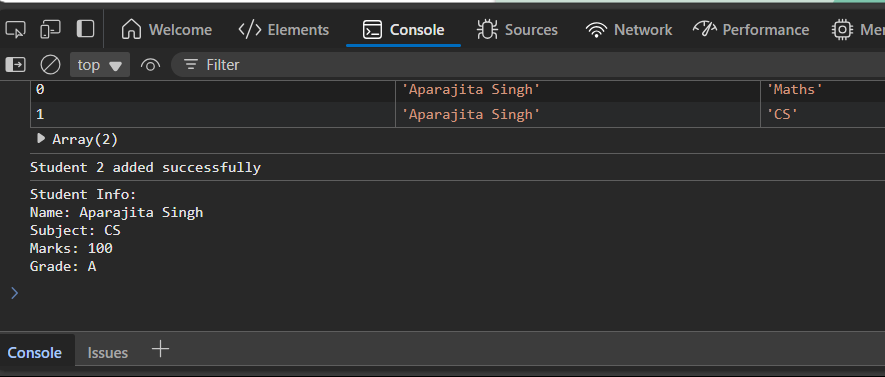 Welcome </> Elements Console Sources Network Performance Mem
top Filter
0 'Aparajita Singh' 'Maths'
1 'Aparajita Singh' 'CS'
Array(2)
Student 2 added successfully
Student Info:
Name: Aparajita Singh
Subject: CS
Marks: 100
Grade: A
>
Console Issues +